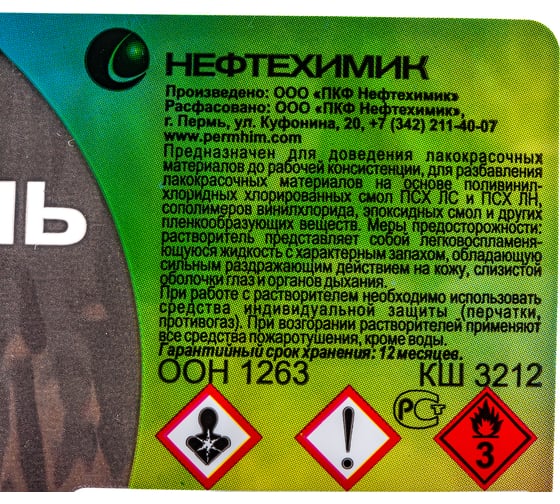 НЕФТЕХИМИК
Произведено: ООО «ПКФ Нефтехимик»
Расфасовано: ООО «ПКФ Нефтехимик»,
г. Пермь, ул. Куфонина, 20, +7 (342) 211-40-07
www.permhim.com
Предназначен для доведения лакокрасочных
материалов до рабочей консистенции, для разбавления
лакокрасочных материалов на основе поливинил-
хлоридных хлорированных смол ПСХ ЛС и ПСХ ЛН,
сополимеров винилхлорида, эпоксидных смол и других
пленкообразующих веществ. Меры предосторожности:
растворитель представляет собой легковоспламеня-
ющуюся жидкость с характерным запахом, обладающую
сильным раздражающим действием на кожу, слизистой
оболочки глаз и органов дыхания.
При работе с растворителем необходимо использовать
средства индивидуальной защиты (перчатки,
противогаз). При возгорании растворителей применяют
все средства пожаротушения, кроме воды.
Гарантийный срок хранения: 12 месяцев.
ль
ООН 1263 КШ 3212
РСТ
3